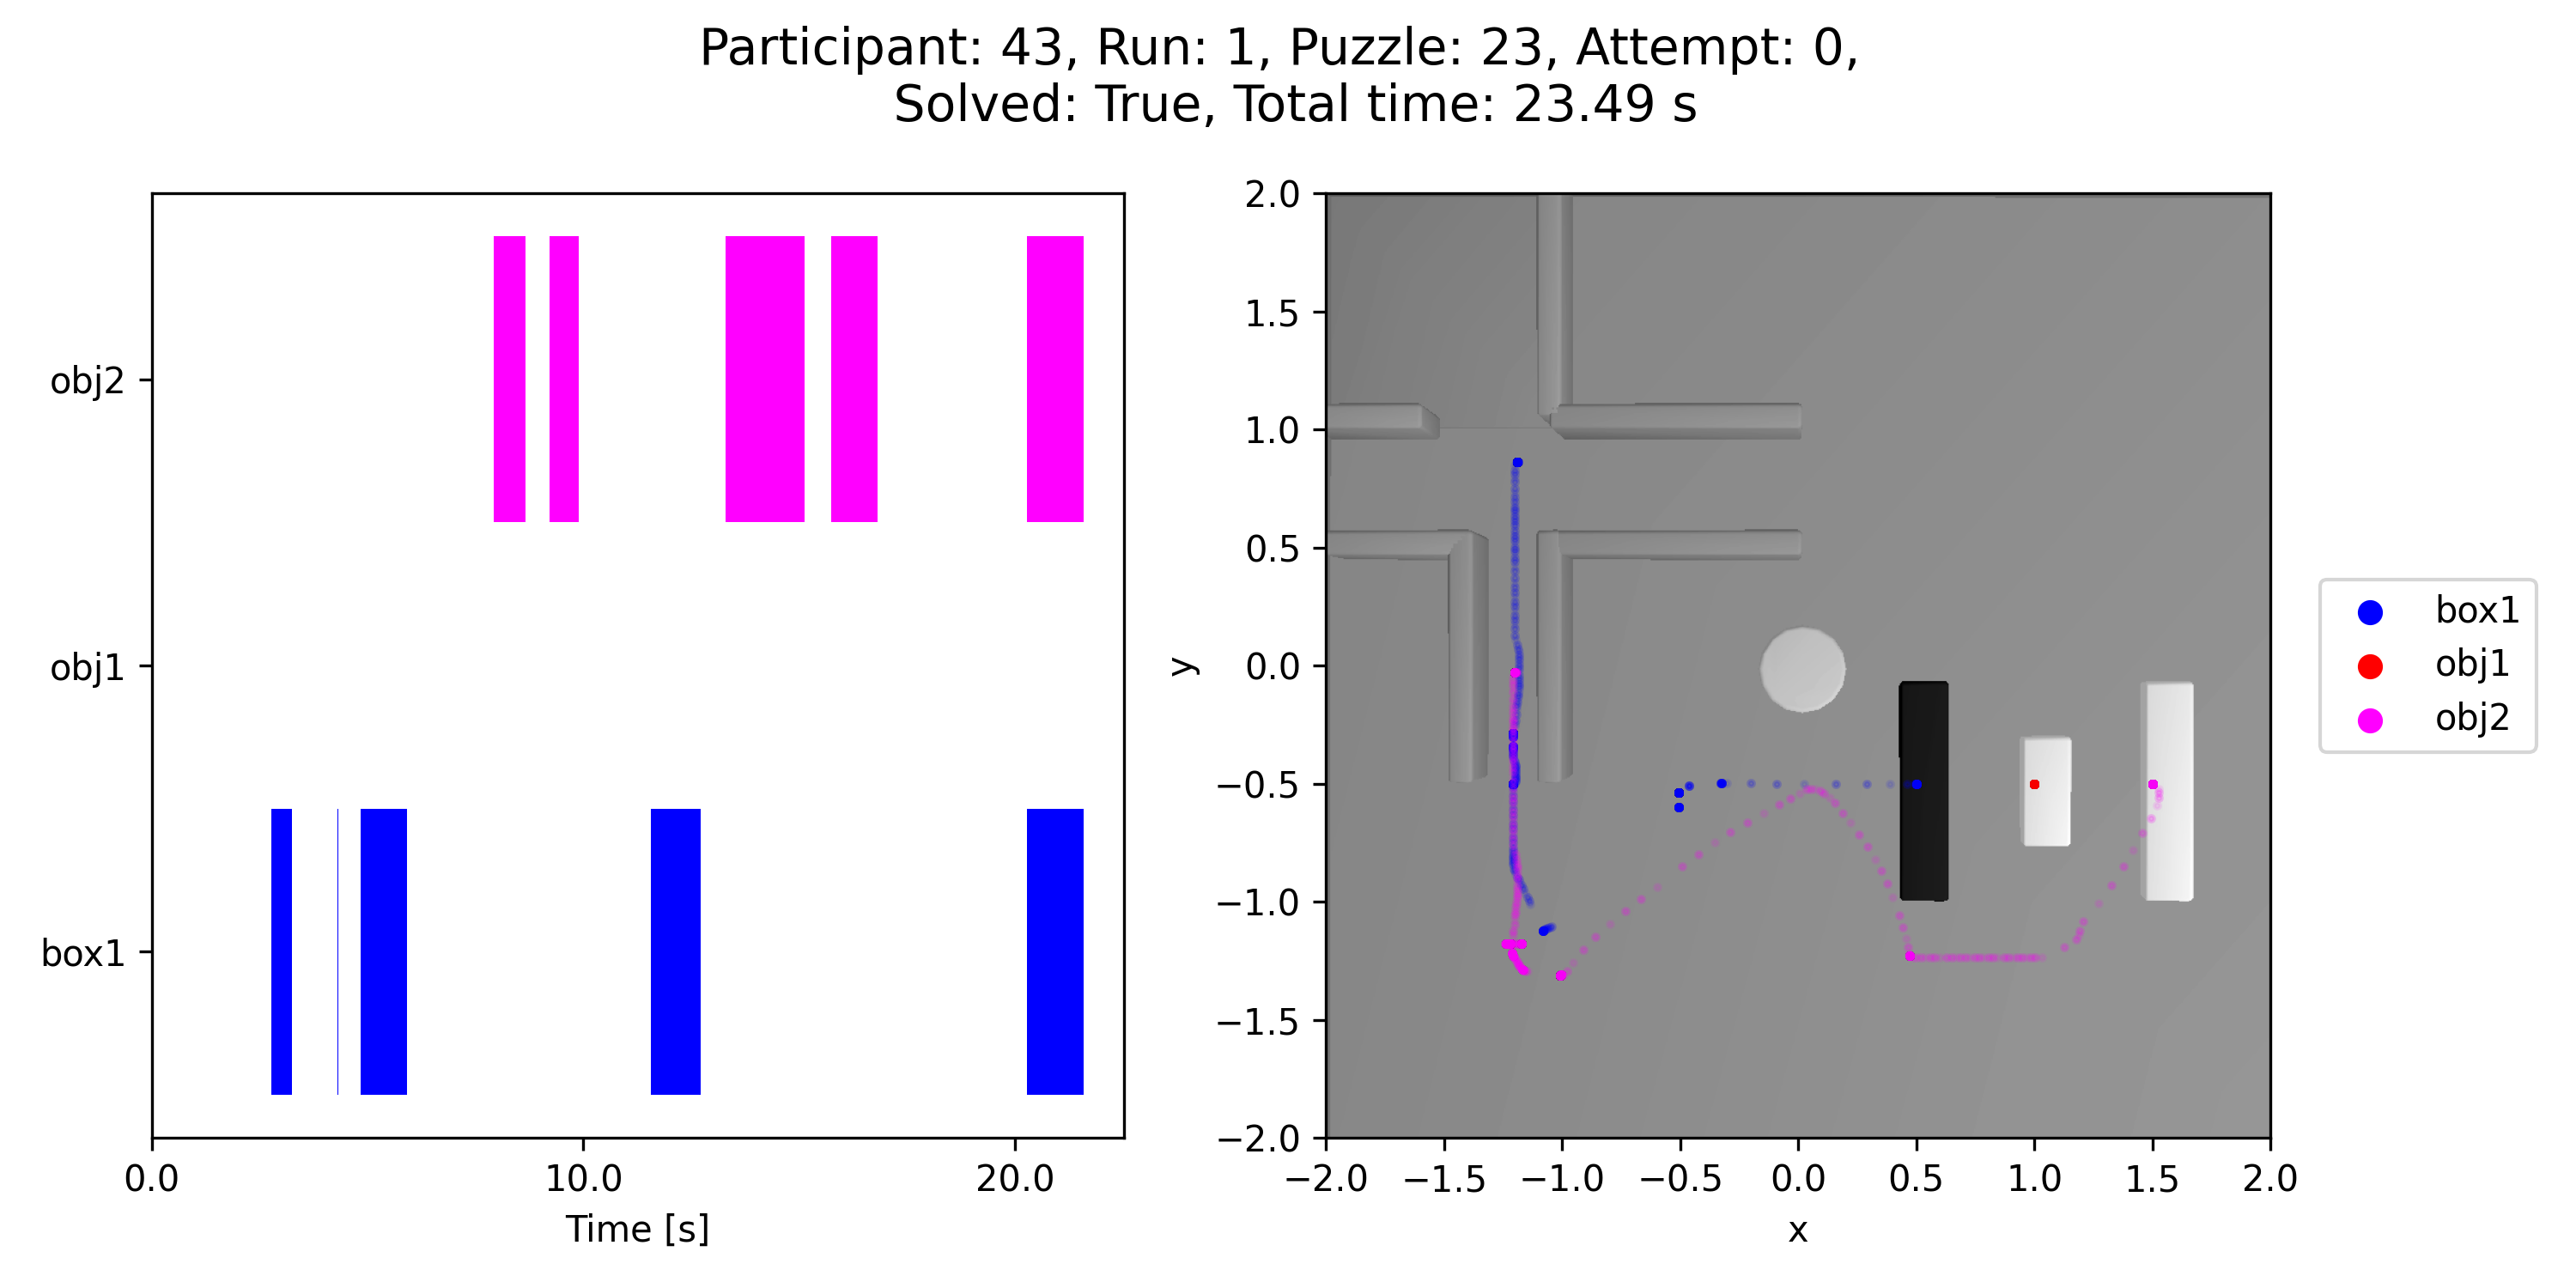 Participant: 43, Run: 1, Puzzle: 23, Attempt: 0,
Solved: True, Total time: 23.49 s
obj2
obj1
box1
0.0 10.0 20.0
Time [s]
2.0
1.5
1.0
0.5
0.0
−0.5
−1.0
−1.5
−2.0
y
−2.0 −1.5 −1.0 −0.5 0.0 0.5 1.0 1.5 2.0
x
box1
obj1
obj2